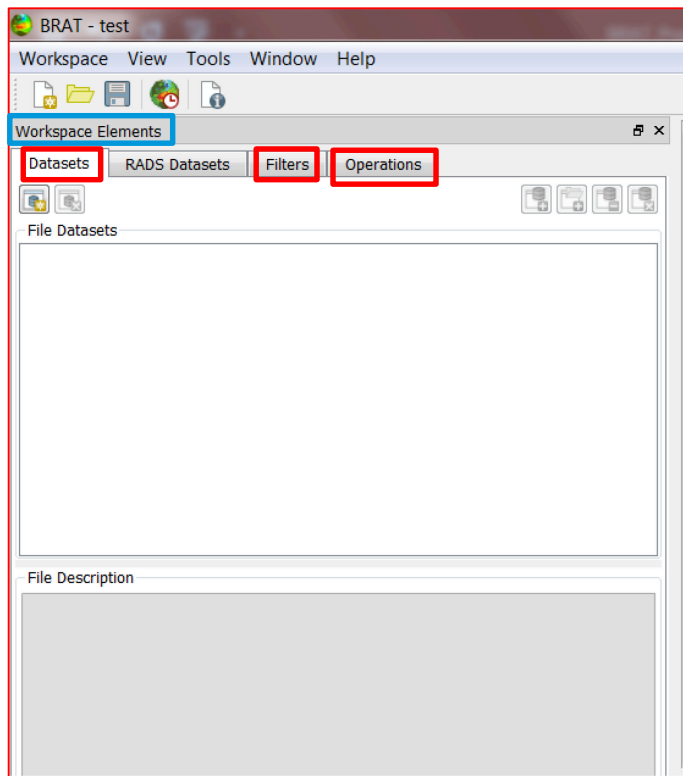 BRAT - test
Workspace View Tools Window Help
Workspace Elements
Datasets RADS Datasets Filters Operations
File Datasets
File Description